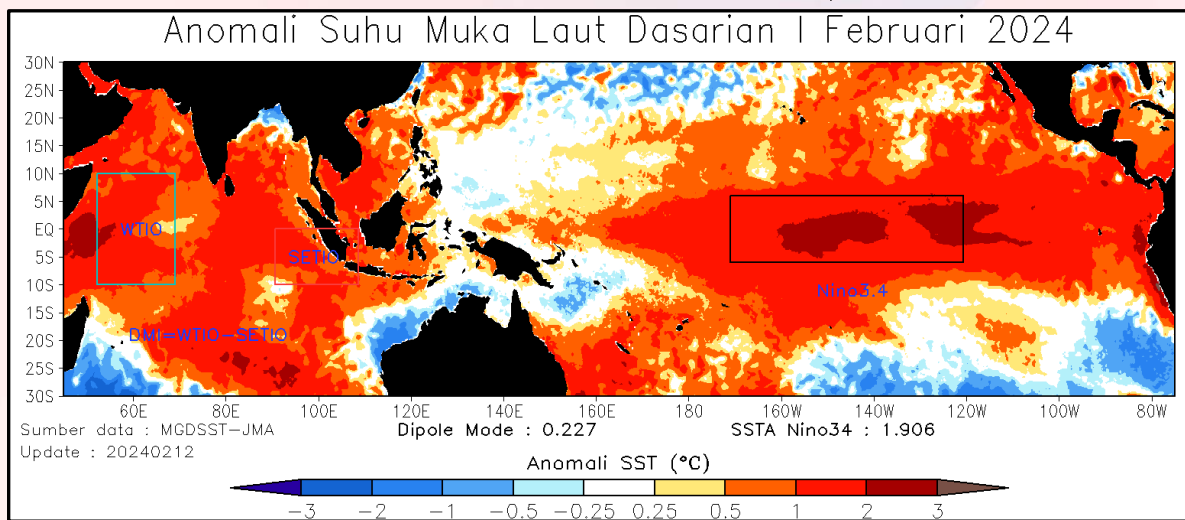 Anomali Suhu Muka Laut Dasarian I Februari 2024
30N
25N
20N
15N
10N
5N
EQ
5S
10S
15S
20S
25S
30S
WTIO
SETIO
Nino3.4
DMI-WTIO-SETIO
60E 80E 100E 120E 140E 160E 180 160W 140W 120W 100W 80W
Sumber data : MGDSST-JMA Dipole Mode : 0.227 SSTA Nino34 : 1.906
Update : 20240212
Anomali SST (°C)
-3 -2 -1 -0.5 -0.25 0.25 0.5 1 2 3